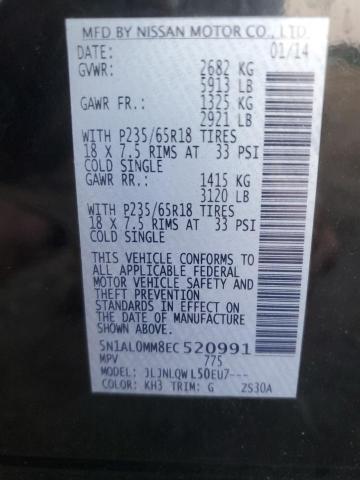 MFD BY NISSAN MOTOR CO., LTD.
DATE: 01/14
GVWR: 2682 KG
5913 LB
GAWR FR.: 1325 KG
2921 LB
WITH P235/65R18 TIRES
18 X 7.5 RIMS AT 33 PSI
COLD SINGLE
GAWR RR.: 1415 KG
3120 LB
WITH P235/65R18 TIRES
18 X 7.5 RIMS AT 33 PSI
COLD SINGLE
THIS VEHICLE CONFORMS TO
ALL APPLICABLE FEDERAL
MOTOR VEHICLE SAFETY AND
THEFT PREVENTION
STANDARDS IN EFFECT ON
THE DATE OF MANUFACTURE
SHOWN ABOVE.
5N1AL0MM8EC520991
MPV 775
MODEL: JLJNLQWL50EU7---
COLOR: KH3 TRIM: G 2S30A